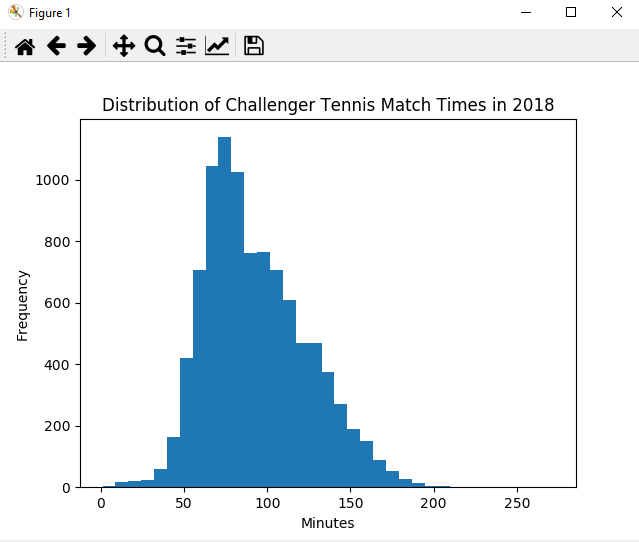 Figure 1
Distribution of Challenger Tennis Match Times in 2018
1000
800
600
400
200
0
Frequency
0 50 100 150 200 250
Minutes